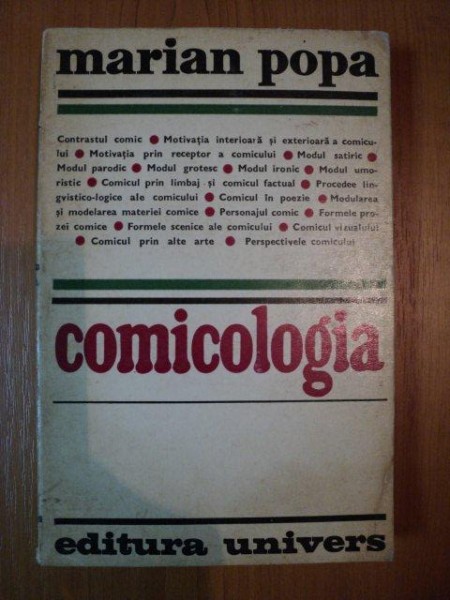 marian popa
Contrastul comic ● Motivația interioară și exterioară a comicu-
lui ● Motivația prin receptor a comicului ● Modul satiric ●
Modul parodic ● Modul grotesc ● Modul ironic ● Modul umo-
ristic ● Comicul prin limbaj și comicul factual ● Procedee lin-
gvistico-logice ale comicului ● Comicul în poezie ● Modularea
și modelarea materiei comice ● Personajul comic ● Formele pro-
zei comice ● Formele scenice ale comicului ● Comicul vizualului
● Comicul prin alte arte ● Perspectivele comicului
comicologia
editura univers